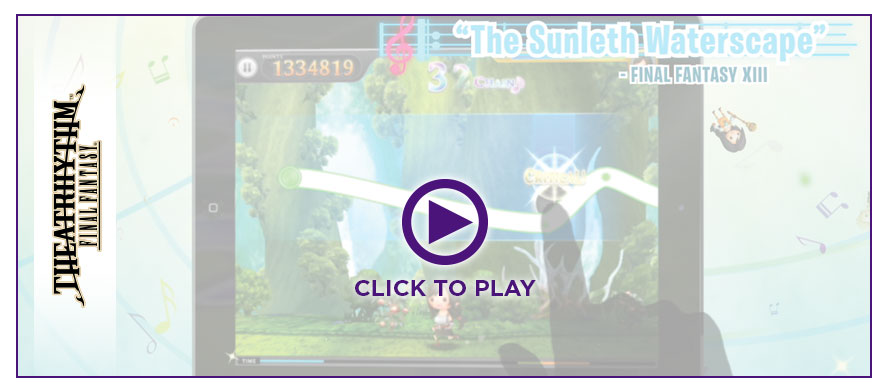 THEATRHYTHM
FINAL FANTASY
"The Sunleth Waterscape"
- FINAL FANTASY XIII
POINTS
1334819
37 CHAIN
CRITICAL!
CLICK TO PLAY
TIME